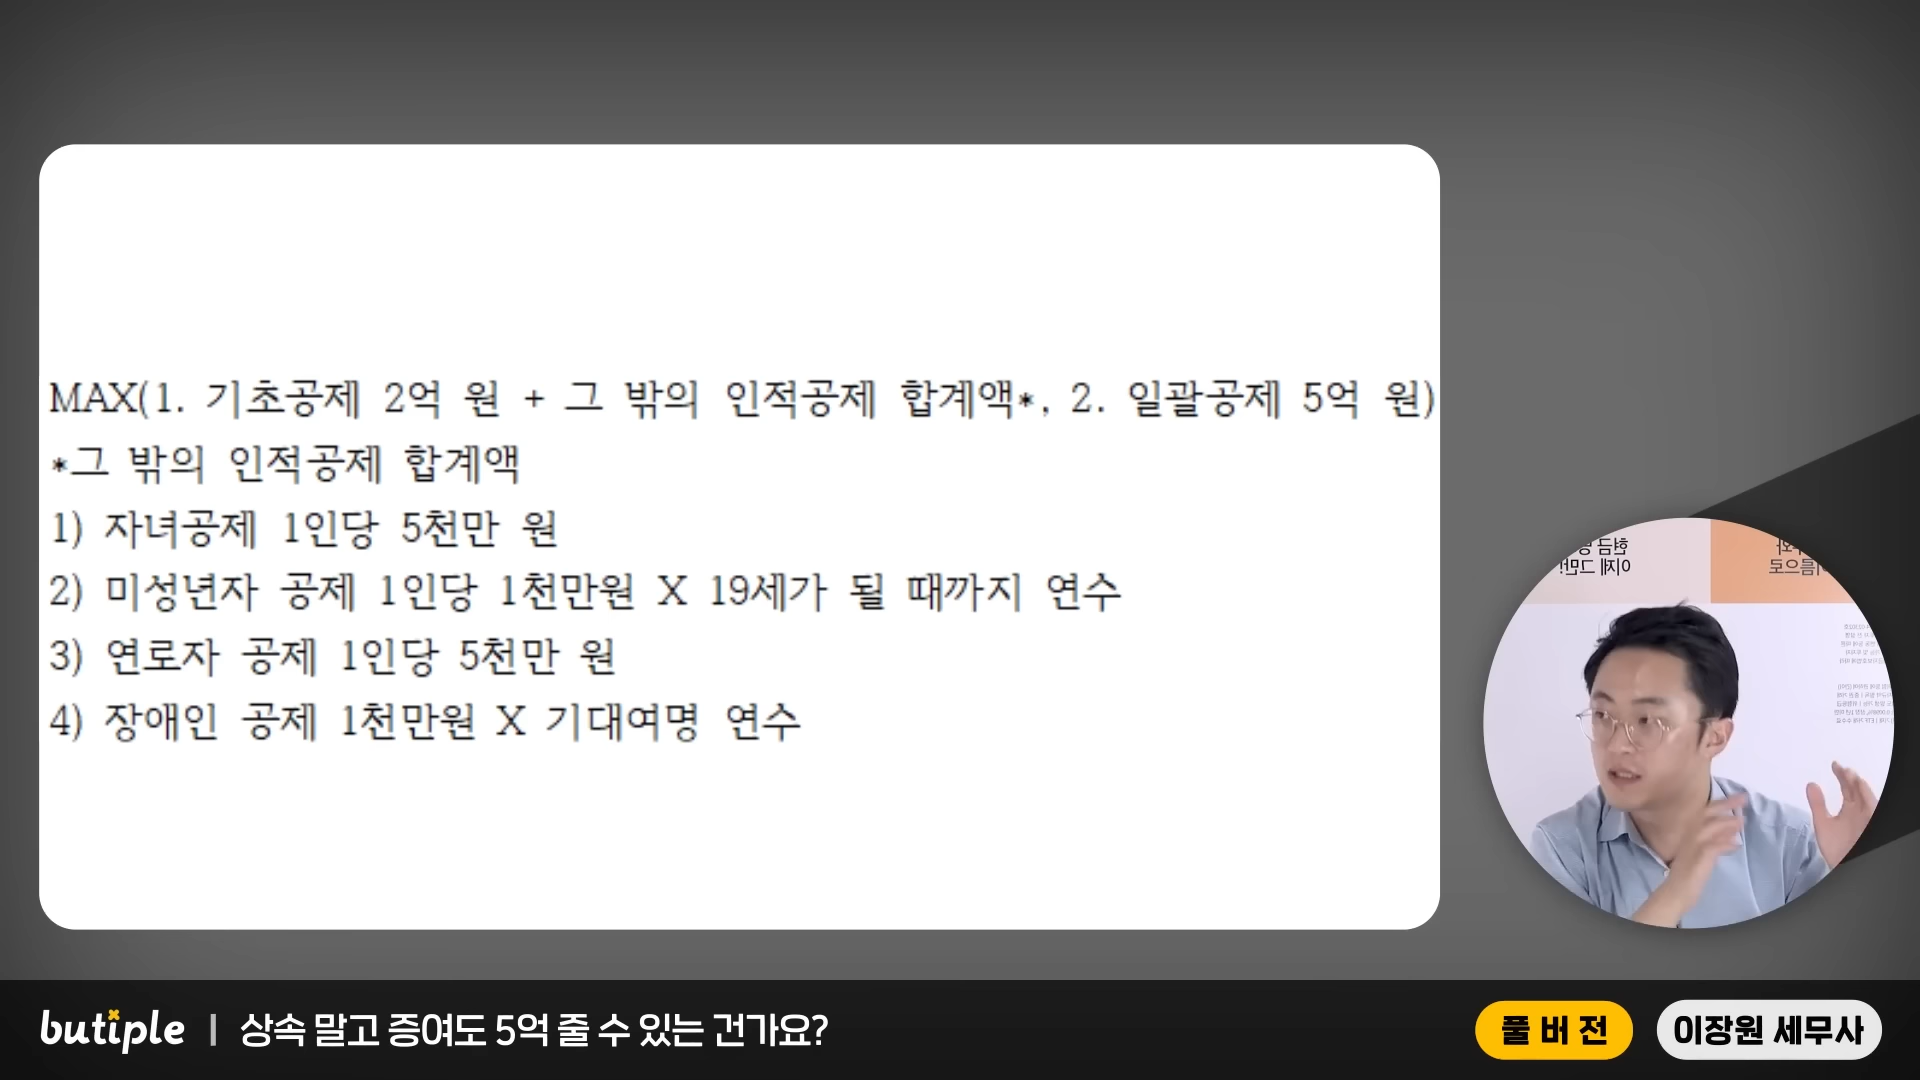 MAX(1. 기초공제 2억 원 + 그 밖의 인적공제 합계액*, 2. 일괄공제 5억 원)
*그 밖의 인적공제 합계액
1) 자녀공제 1인당 5천만 원
2) 미성년자 공제 1인당 1천만원 X 19세가 될 때까지 연수
3) 연로자 공제 1인당 5천만 원
4) 장애인 공제 1천만원 X 기대여명 연수
현금
이제 그만!
butiple | 상속 말고 증여도 5억 줄 수 있는 건가요?
풀 버 전
이장원 세무사